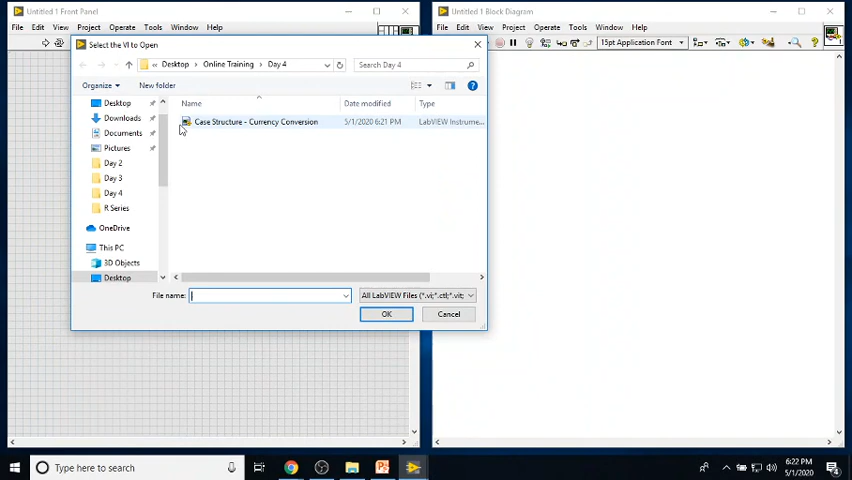 Untitled 1 Front Panel
File Edit View Project Operate Tools Window
Select the VI to Open
« Desktop > Online Training > Day 4
Search Day 4
Organize
New folder
Name
Date modified
Type
Case Structure - Currency Conversion
5/1/2020 6:21 PM
LabVIEW Instrume...
Desktop
Downloads
Documents
Pictures
Day 2
Day 3
Day 4
R Series
OneDrive
This PC
3D Objects
Desktop
File name:
All LabVIEW Files (*.vi;*.ctl;*.vit;
OK
Cancel
Untitled 1 Block Diagram
File Edit View Project Operate Tools Window
15pt Application Font
Type here to search
6:22 PM
5/1/2020
4